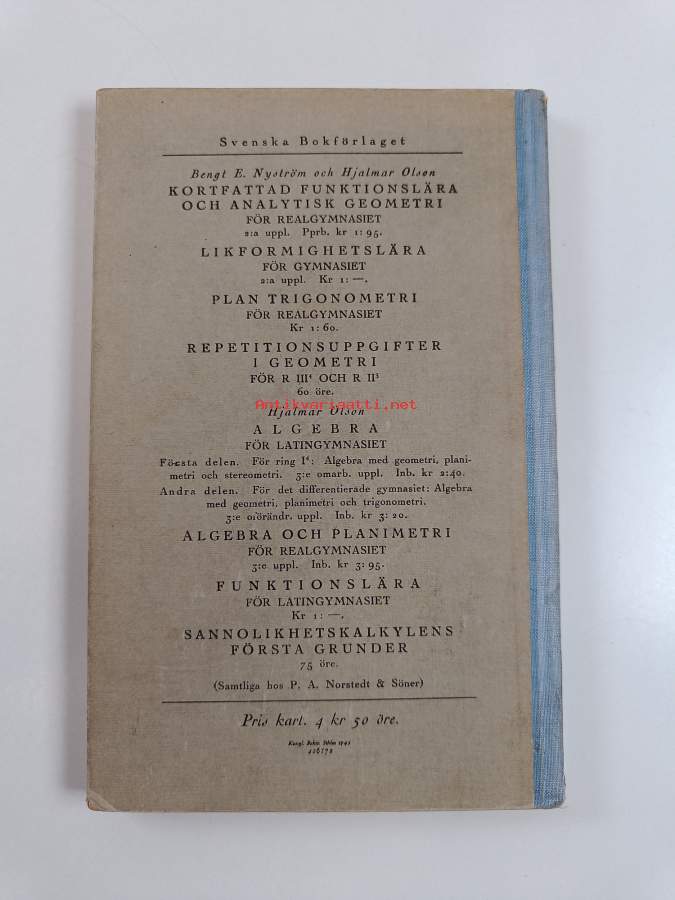 Svenska Bokförlaget
Bengt E. Nyström och Hjalmar Olson
KORTFATTAD FUNKTIONSLÄRA
OCH ANALYTISK GEOMETRI
FÖR REALGYMNASIET
2:a uppl. Pprb. kr 1:95.
LIKFORMIGHETSLÄRA
FÖR GYMNASIET
2:a uppl. Kr 1:—.
PLAN TRIGONOMETRI
FÖR REALGYMNASIET
Kr 1:60.
REPETITIONSUPPGIFTER
I GEOMETRI
FÖR R III⁴ OCH R II³
60 öre.
Antikvariaatti.net
Hjalmar Olson
ALGEBRA
FÖR LATINGYMNASIET
Första delen. För ring I⁴: Algebra med geometri, plani-
metri och stereometri. 3:e omarb. uppl. Inb. kr 2:40.
Andra delen. För det differentierade gymnasiet: Algebra
med geometri, planimetri och trigonometri.
3:e oförändr. uppl. Inb. kr 3:20.
ALGEBRA OCH PLANIMETRI
FÖR REALGYMNASIET
3:e uppl. Inb. kr 3:95.
FUNKTIONSLÄRA
FÖR LATINGYMNASIET
Kr 1:—.
SANNOLIKHETSKALKYLENS
FÖRSTA GRUNDER
75 öre.
(Samtliga hos P. A. Norstedt & Söner)
Pris kart. 4 kr 50 öre.
Kungl. Boktr. Sthlm